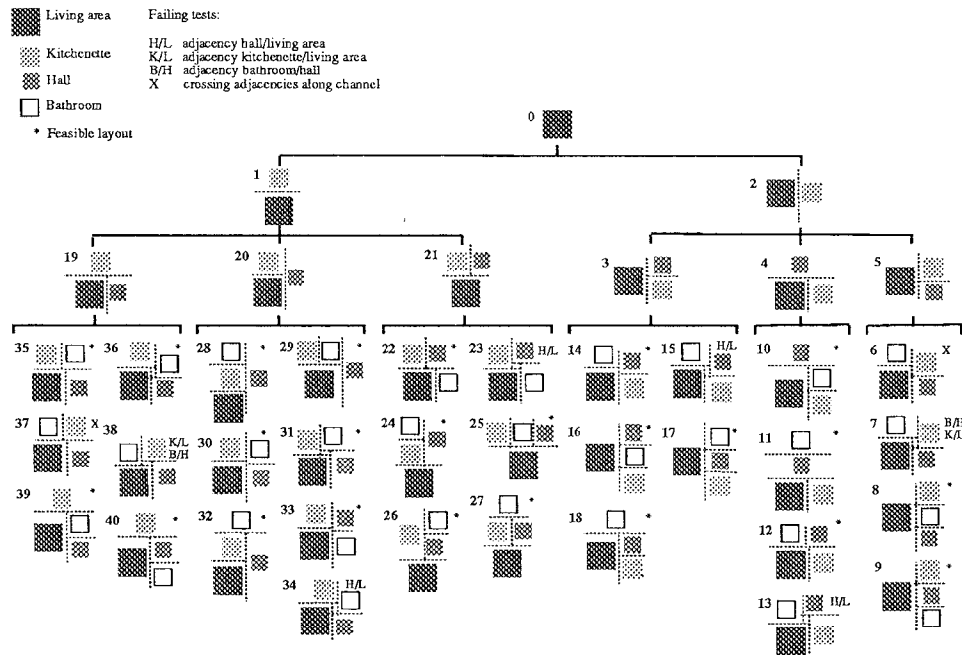 Living area Failing tests:
H/L adjacency hall/living area
Kitchenette K/L adjacency kitchenette/living area
B/H adjacency bathroom/hall
Hall X crossing adjacencies along channel
Bathroom
* Feasible layout
0
1 2
19 20 21 3 4 5
35 * 36 * 28 * 29 * 22 * 23 H/L 14 * 15 H/L 10 * 6 X
37 X 38 K/L B/H 30 * 31 * 24 * 25 * 16 * 17 * 11 * 7 B/H K/L
39 * 40 * 32 * 33 * 26 * 27 * 18 * 12 * 8 *
34 H/L 13 H/L 9 *